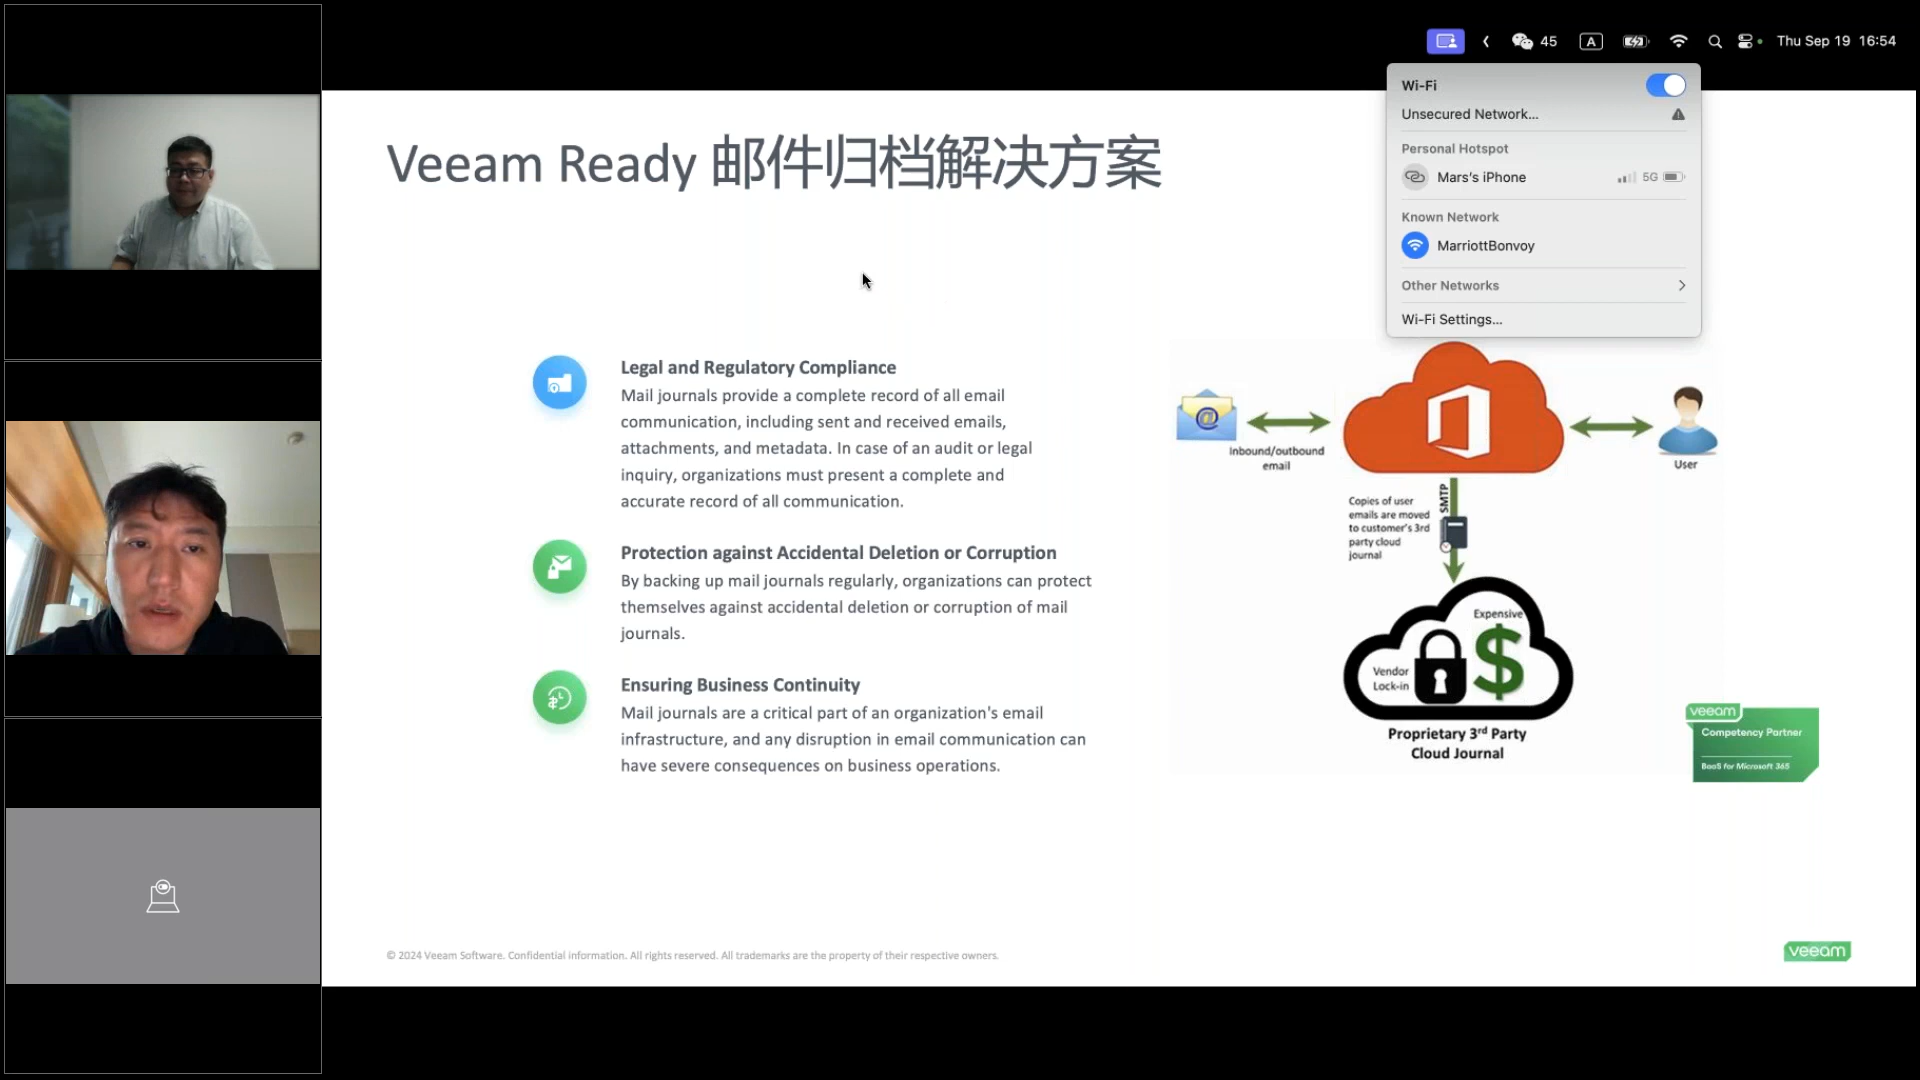 45 A Thu Sep 19 16:54
Wi-Fi
Unsecured Network...
Personal Hotspot
Mars's iPhone 5G
Known Network
MarriottBonvoy
Other Networks
Wi-Fi Settings...
Veeam Ready 邮件归档解决方案
Legal and Regulatory Compliance
Mail journals provide a complete record of all email
communication, including sent and received emails,
attachments, and metadata. In case of an audit or legal
inquiry, organizations must present a complete and
accurate record of all communication.
Protection against Accidental Deletion or Corruption
By backing up mail journals regularly, organizations can protect
themselves against accidental deletion or corruption of mail
journals.
Ensuring Business Continuity
Mail journals are a critical part of an organization's email
infrastructure, and any disruption in email communication can
have severe consequences on business operations.
@
Inbound/outbound
email
User
SMTP
Copies of user
emails are moved
to customer's 3rd
party cloud
journal
Expensive
$
Vendor
Lock-in
Proprietary 3rd Party
Cloud Journal
veeam
Competency Partner
BaaS for Microsoft 365
© 2024 Veeam Software. Confidential information. All rights reserved. All trademarks are the property of their respective owners.
veeam